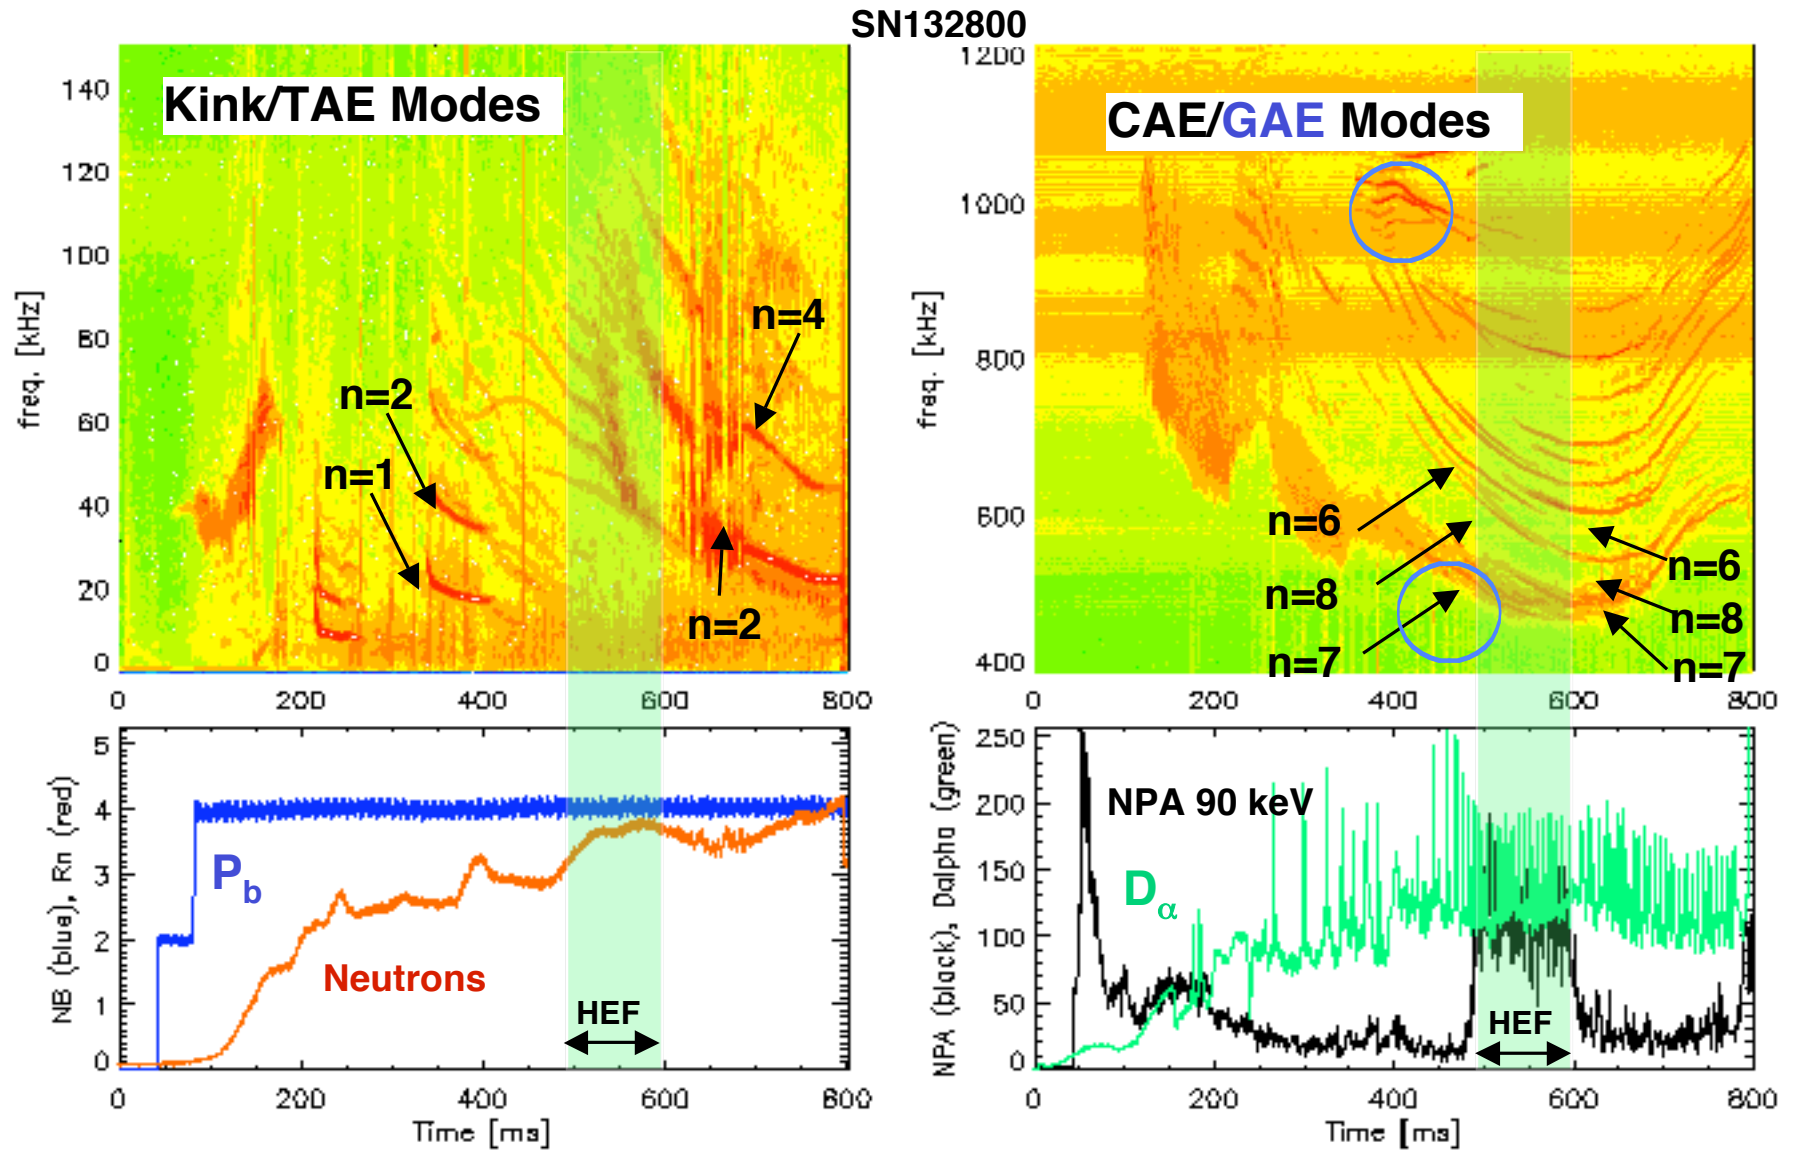 SN132800
Kink/TAE Modes
140
120
100
80
60
40
20
0
freq. [kHz]
n=4
n=2
n=1
n=2
0 200 400 600 800
CAE/GAE Modes
1200
1000
800
600
400
freq. [kHz]
n=6
n=8
n=7
n=6
n=8
n=7
0 200 400 600 800
5
4
3
2
1
0
NB (blue), Rn (red)
Pb
Neutrons
HEF
0 200 400 600 800
Time [ms]
250
200
150
100
50
0
NPA (black), Dalpha (green)
NPA 90 keV
Dα
HEF
0 200 400 600 800
Time [ms]